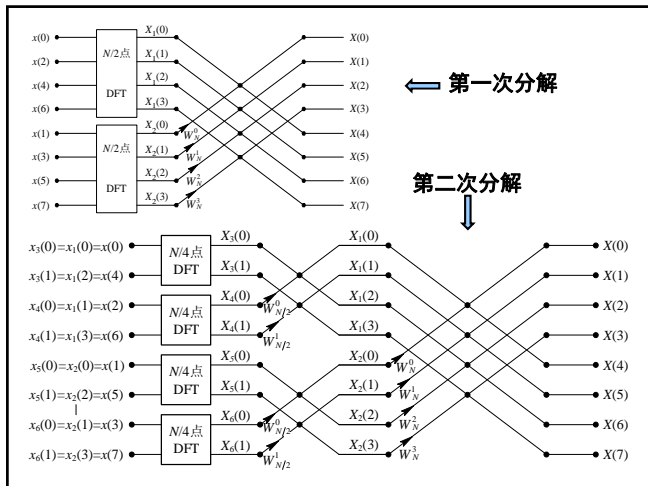 x(0) N/2点 DFT X₁(0) X(0)
x(2) X₁(1) X(1)
x(4) X₁(2) X(2)
x(6) X₁(3) X(3)
x(1) N/2点 DFT X₂(0) W_N^0 X(4)
x(3) X₂(1) W_N^1 X(5)
x(5) X₂(2) W_N^2 X(6)
x(7) X₂(3) W_N^3 X(7)
第一次分解
第二次分解
x₃(0)=x₁(0)=x(0) N/4点 DFT X₃(0) X₁(0) X(0)
x₃(1)=x₁(2)=x(4) X₃(1) X₁(1) X(1)
x₄(0)=x₁(1)=x(2) N/4点 DFT X₄(0) W_{N/2}^0 X₁(2) X(2)
x₄(1)=x₁(3)=x(6) X₄(1) W_{N/2}^1 X₁(3) X(3)
x₅(0)=x₂(0)=x(1) N/4点 DFT X₅(0) X₂(0) W_N^0 X(4)
x₅(1)=x₂(2)=x(5) X₅(1) X₂(1) W_N^1 X(5)
x₆(0)=x₂(1)=x(3) N/4点 DFT X₆(0) W_{N/2}^0 X₂(2) W_N^2 X(6)
x₆(1)=x₂(3)=x(7) X₆(1) W_{N/2}^1 X₂(3) W_N^3 X(7)